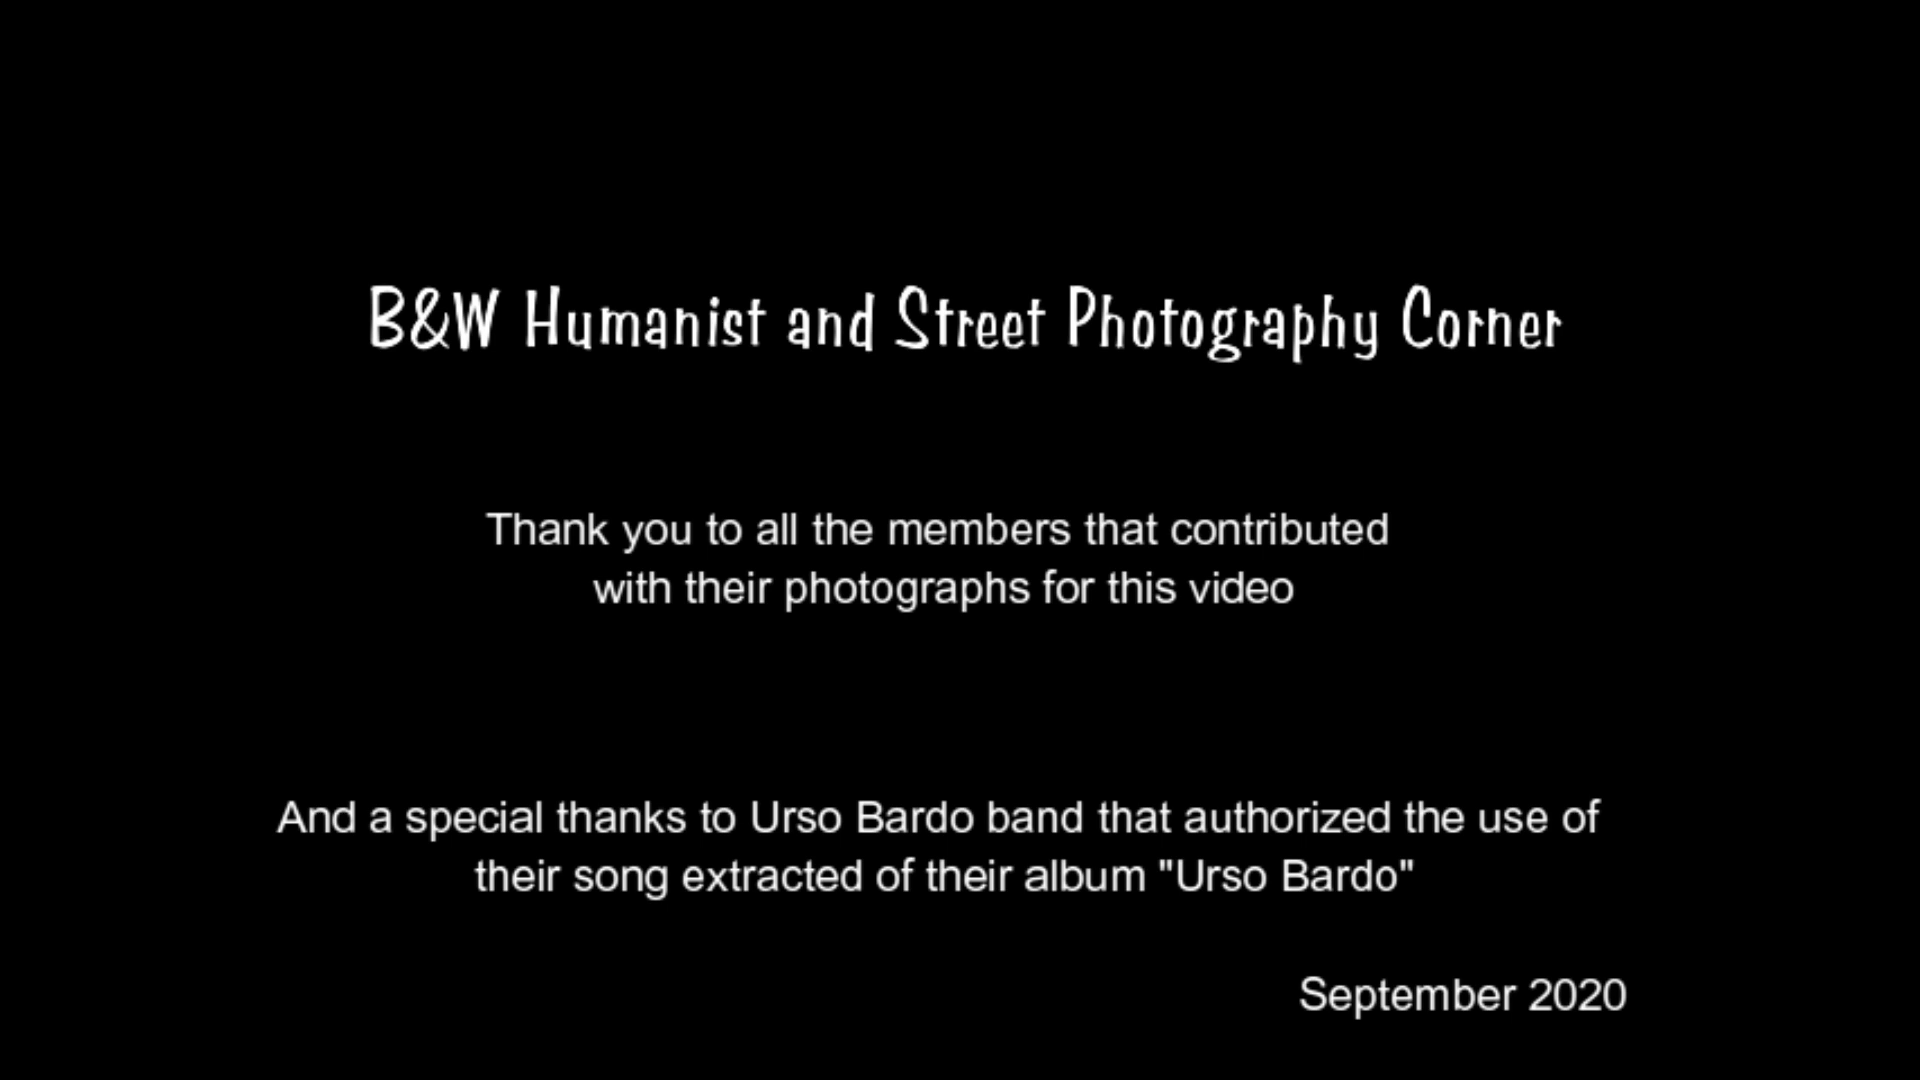 B&W Humanist and Street Photography Corner
Thank you to all the members that contributed
with their photographs for this video
And a special thanks to Urso Bardo band that authorized the use of
their song extracted of their album "Urso Bardo"
September 2020